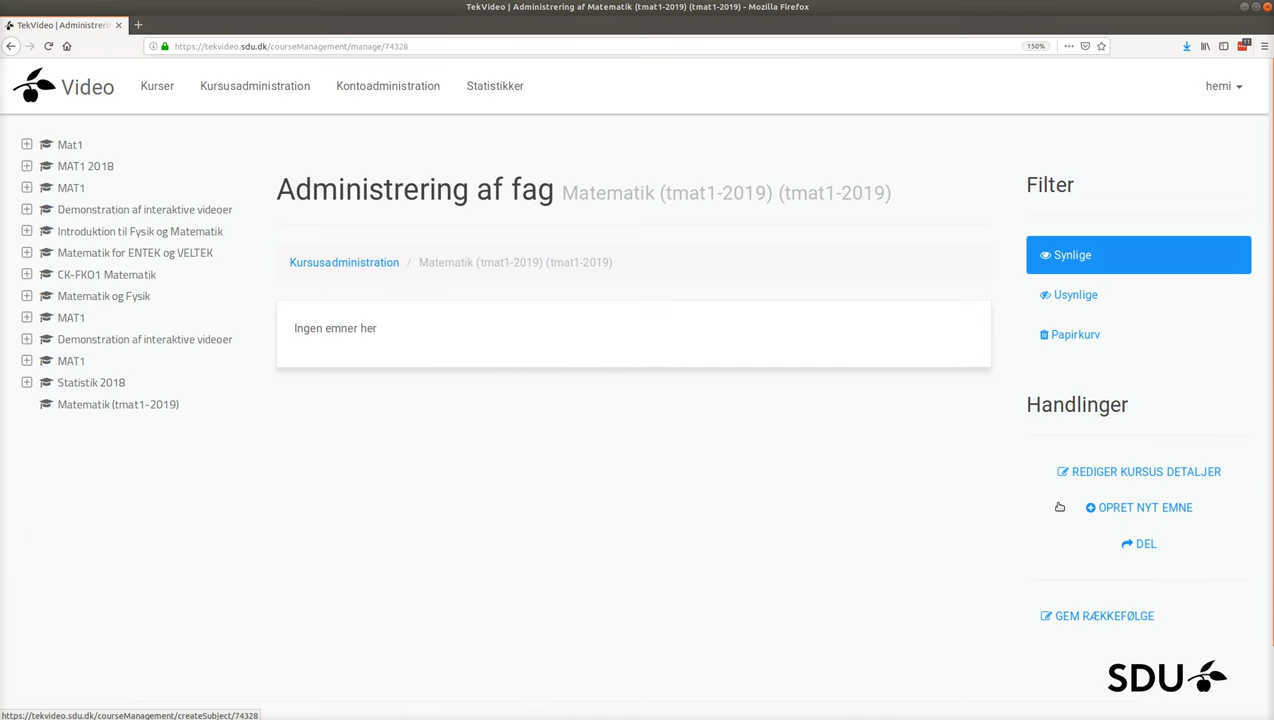 TekVideo | Administrering af Matematik (tmat1-2019) (tmat1-2019) - Mozilla Firefox
TekVideo | Administrerin
https://tekvideo.sdu.dk/courseManagement/manage/74328
150%
11
Video
Kurser
Kursusadministration
Kontoadministration
Statistikker
hemi
Mat1
MAT1 2018
MAT1
Demonstration af interaktive videoer
Introduktion til Fysik og Matematik
Matematik for ENTEK og VELTEK
CK-FKO1 Matematik
Matematik og Fysik
MAT1
Demonstration af interaktive videoer
MAT1
Statistik 2018
Matematik (tmat1-2019)
Administrering af fag Matematik (tmat1-2019) (tmat1-2019)
Kursusadministration / Matematik (tmat1-2019) (tmat1-2019)
Ingen emner her
Filter
Synlige
Usynlige
Papirkurv
Handlinger
REDIGER KURSUS DETALJER
OPRET NYT EMNE
DEL
GEM RÆKKEFØLGE
SDU
https://tekvideo.sdu.dk/courseManagement/createSubject/74328